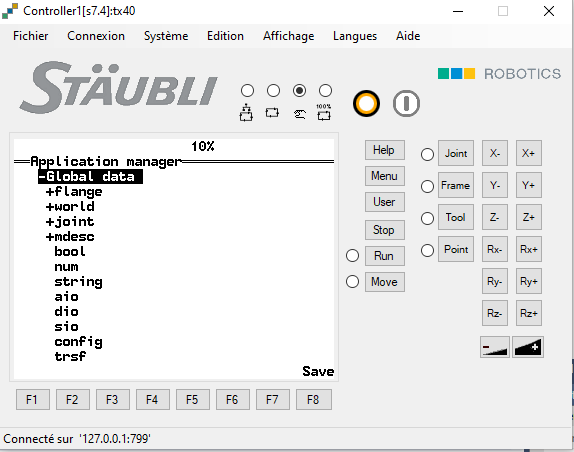 Controller1[s7.4]:tx40
Fichier Connexion Système Edition Affichage Langues Aide
STÄUBLI
ROBOTICS
100%
10%
Application manager
-Global data
+flange
+world
+joint
+mdesc
bool
num
string
aio
dio
sio
config
trsf
Save
Help
Menu
User
Stop
Run
Move
Joint X- X+
Frame Y- Y+
Tool Z- Z+
Point Rx- Rx+
Ry- Ry+
Rz- Rz+
- +
F1 F2 F3 F4 F5 F6 F7 F8
Connecté sur '127.0.0.1:799'